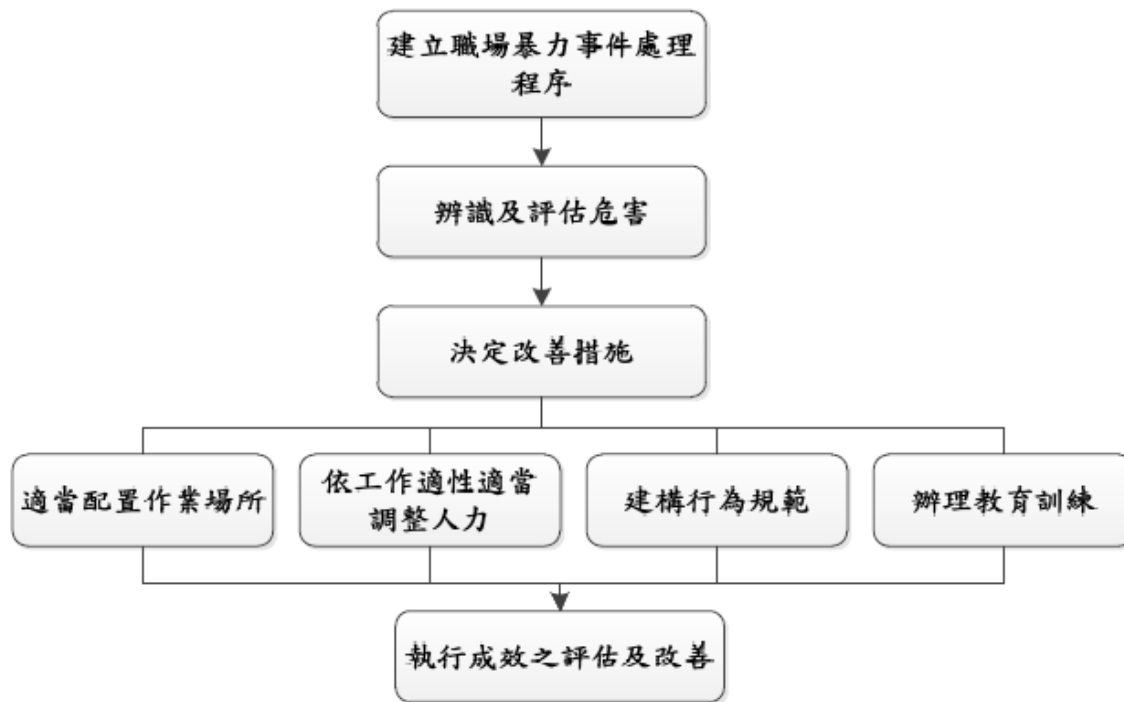 建立職場暴力事件處理
程序
辨識及評估危害
決定改善措施
適當配置作業場所
依工作適性適當
調整人力
建構行為規範
辦理教育訓練
執行成效之評估及改善